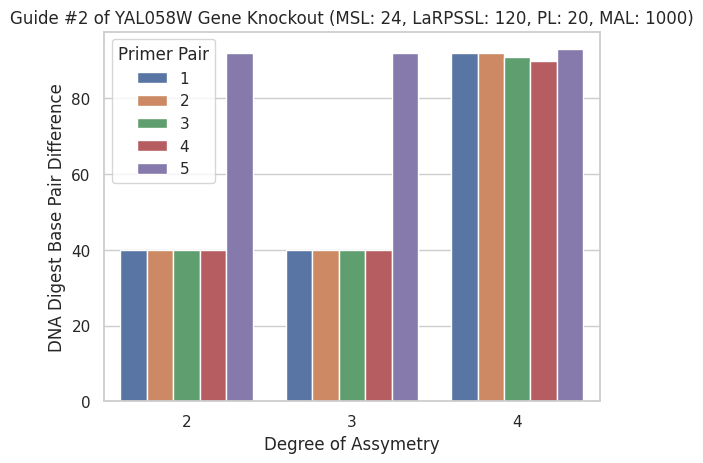 Guide #2 of YAL058W Gene Knockout (MSL: 24, LaRPSSL: 120, PL: 20, MAL: 1000)
Primer Pair
1
2
3
4
5
DNA Digest Base Pair Difference
80
60
40
20
0
2 3 4
Degree of Assymetry